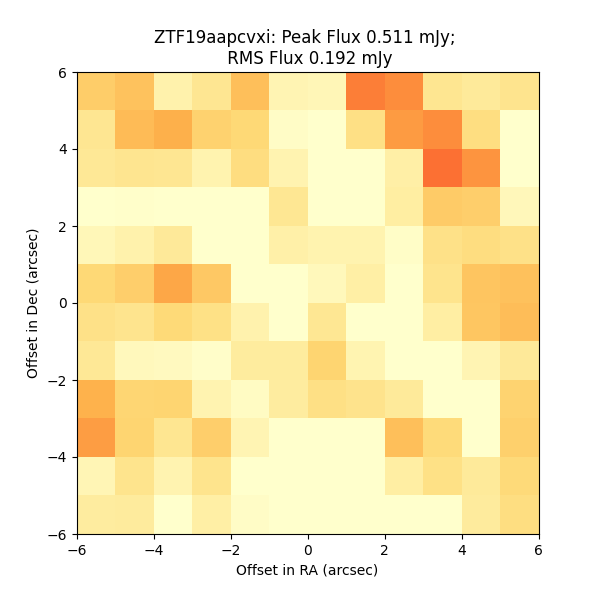 ZTF19aapcvxi: Peak Flux 0.511 mJy;
RMS Flux 0.192 mJy
6
4
2
0
−2
−4
−6
Offset in Dec (arcsec)
−6 −4 −2 0 2 4 6
Offset in RA (arcsec)